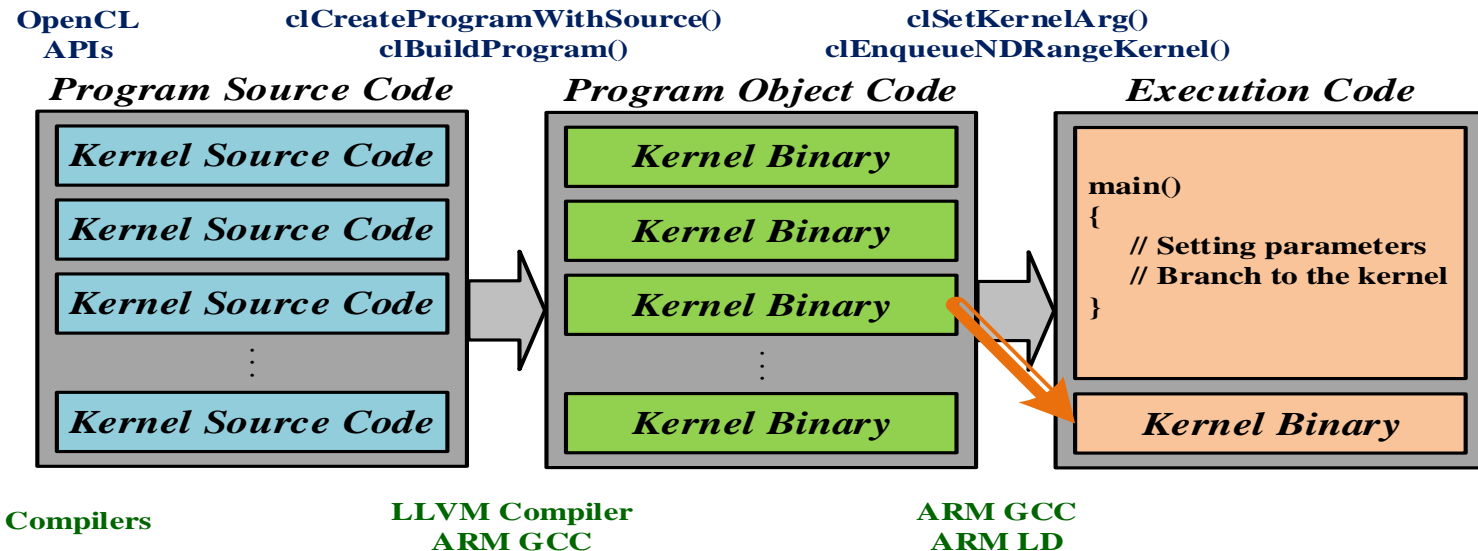 OpenCL
APIs
clCreateProgramWithSource()
clBuildProgram()
clSetKernelArg()
clEnqueueNDRangeKernel()
Program Source Code
Kernel Source Code
Kernel Source Code
Kernel Source Code
⋮
Kernel Source Code
Program Object Code
Kernel Binary
Kernel Binary
Kernel Binary
⋮
Kernel Binary
Execution Code
main()
{
// Setting parameters
// Branch to the kernel
}
Kernel Binary
Compilers
LLVM Compiler
ARM GCC
ARM GCC
ARM LD